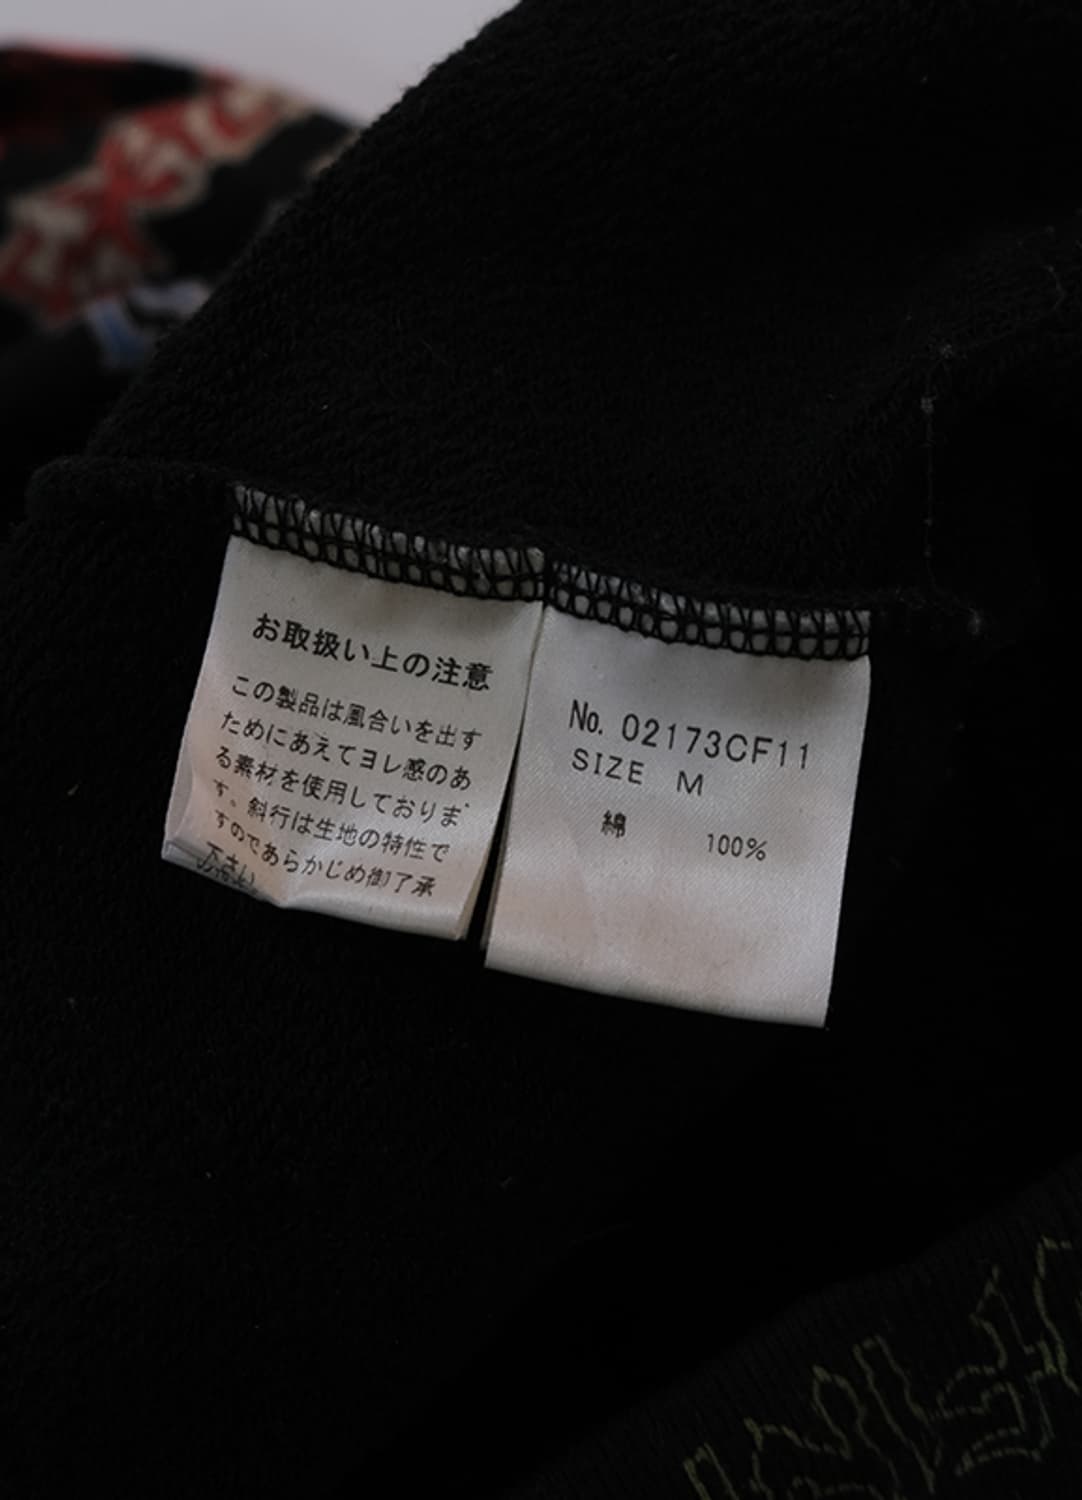 お取扱い上の注意
この製品は風合いを出す
ためにあえてヨレ感のあ
る素材を使用しておりま
す。斜行は生地の特性で
すのであらかじめ御了承
下さい
No. 02173CF11
SIZE M
綿 100%